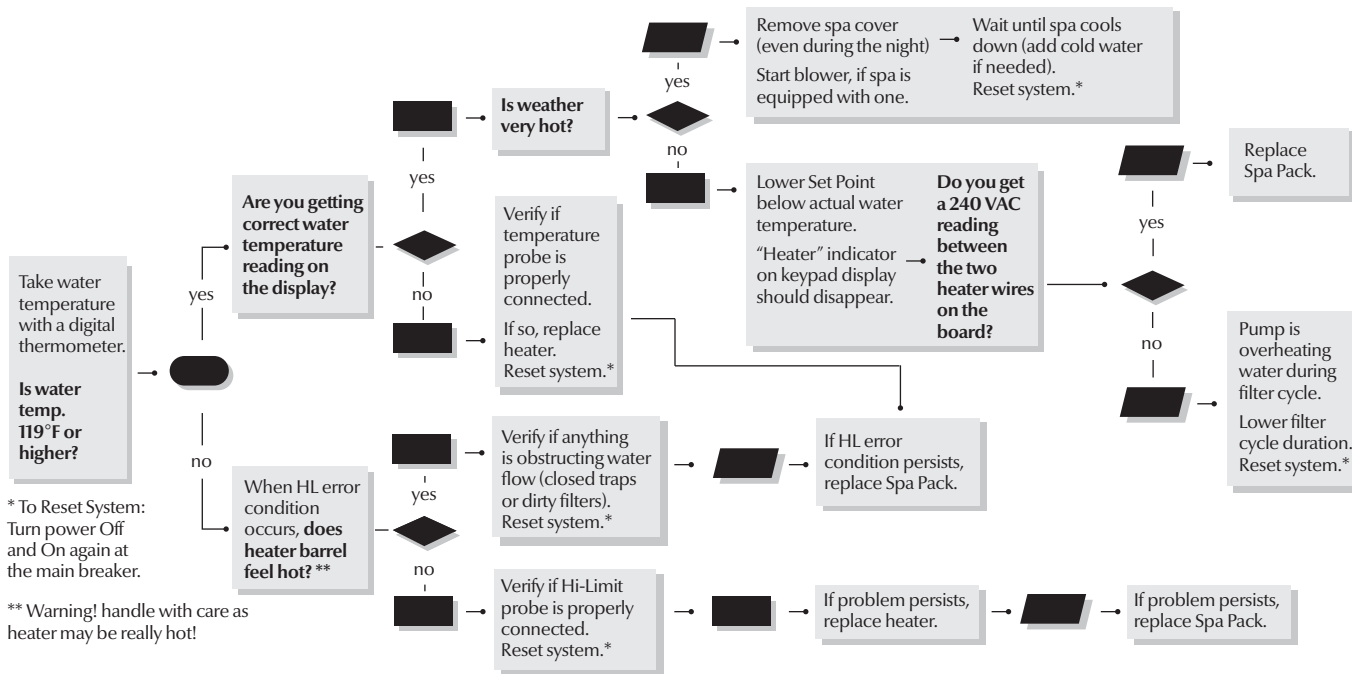 Take water
temperature
with a digital
thermometer.
Is water
temp.
119°F or
higher?
yes
no
Are you getting
correct water
temperature
reading on
the display?
yes
no
Is weather
very hot?
yes
no
Remove spa cover
(even during the night)
Start blower, if spa is
equipped with one.
Wait until spa cools
down (add cold water
if needed).
Reset system.*
Lower Set Point
below actual water
temperature.
“Heater” indicator
on keypad display
should disappear.
Do you get
a 240 VAC
reading
between
the two
heater wires
on the
board?
yes
no
Replace
Spa Pack.
Pump is
overheating
water during
filter cycle.
Lower filter
cycle duration.
Reset system.*
Verify if
temperature
probe is
properly
connected.
If so, replace
heater.
Reset system.*
When HL error
condition
occurs, does
heater barrel
feel hot? **
yes
no
Verify if anything
is obstructing water
flow (closed traps
or dirty filters).
Reset system.*
If HL error
condition persists,
replace Spa Pack.
Verify if Hi-Limit
probe is properly
connected.
Reset system.*
If problem persists,
replace heater.
If problem persists,
replace Spa Pack.
* To Reset System:
Turn power Off
and On again at
the main breaker.
** Warning! handle with care as
heater may be really hot!